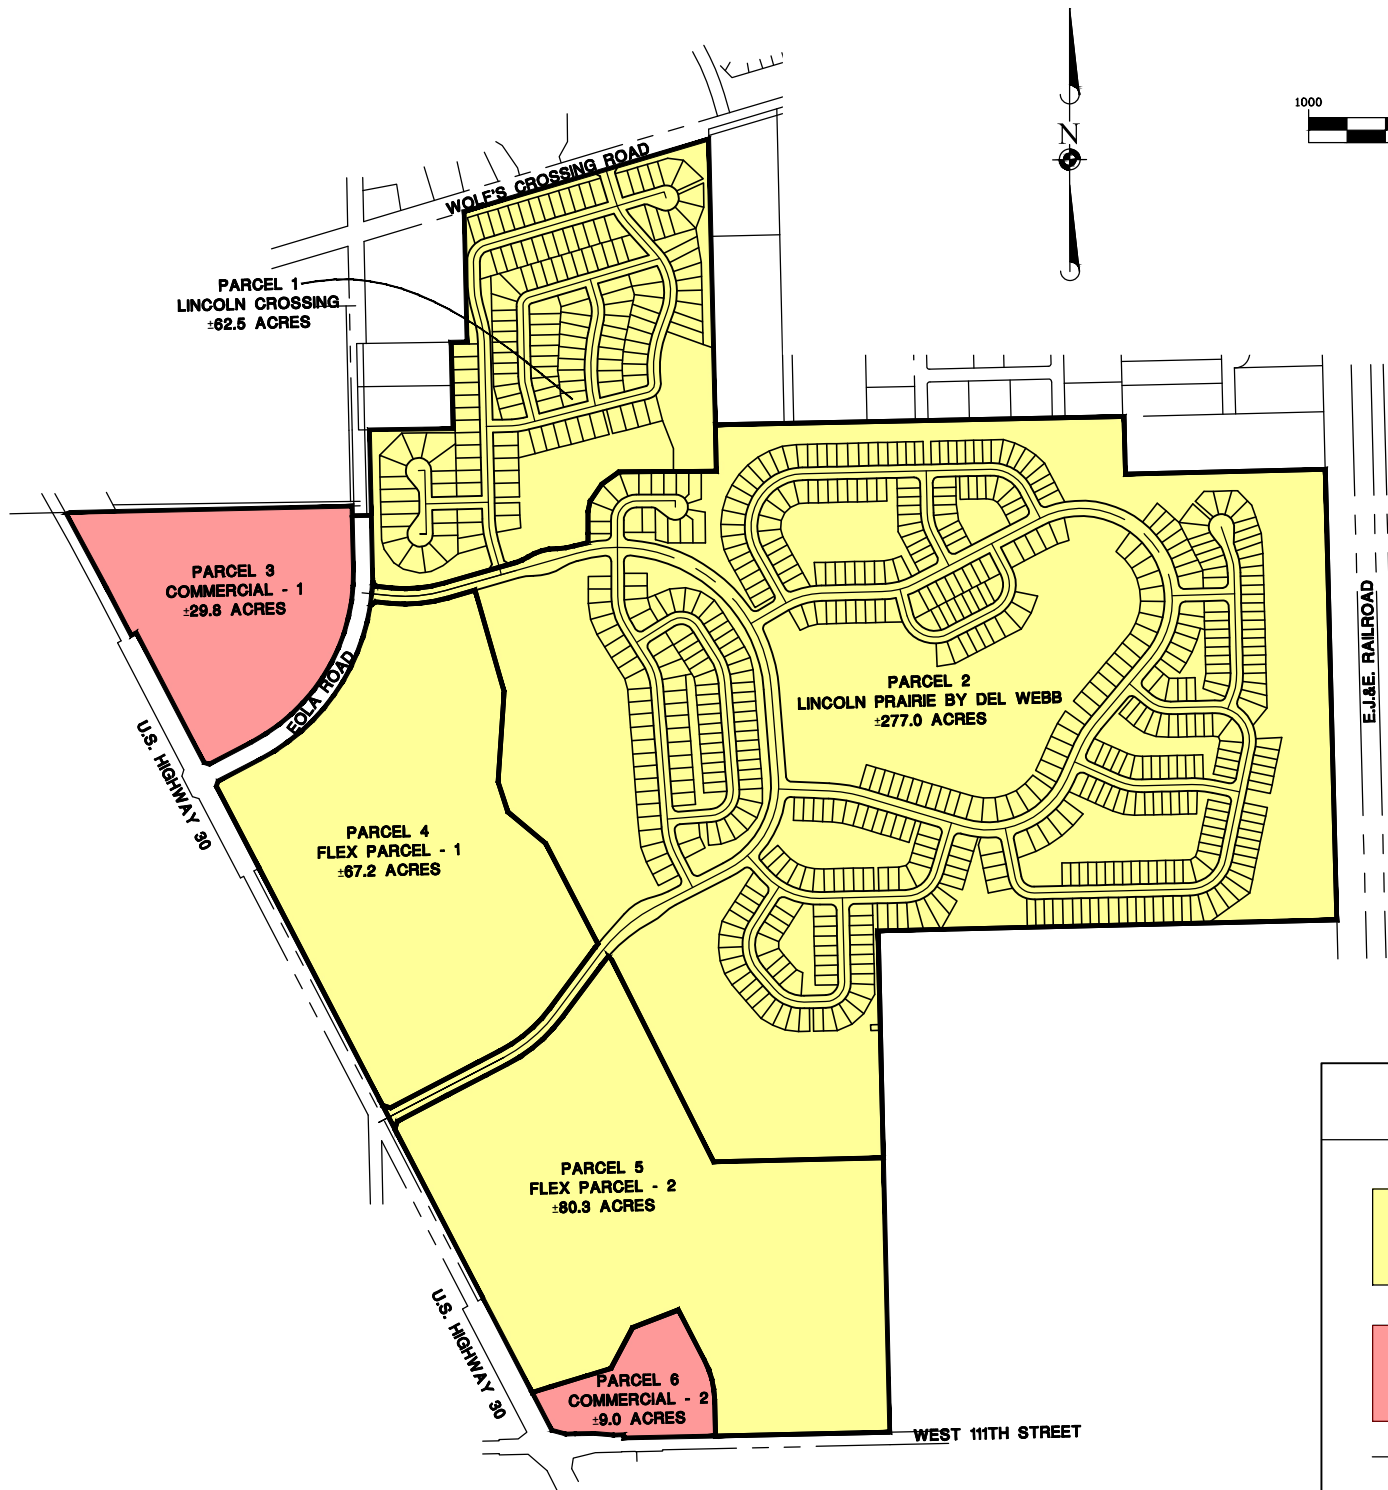 1000
N
WOLF'S CROSSING ROAD
PARCEL 1
LINCOLN CROSSING
±62.5 ACRES
PARCEL 3
COMMERCIAL - 1
±29.8 ACRES
EOLA ROAD
E.J.&E. RAILROAD
PARCEL 2
LINCOLN PRAIRIE BY DEL WEBB
±277.0 ACRES
U.S. HIGHWAY 30
PARCEL 4
FLEX PARCEL - 1
±67.2 ACRES
PARCEL 5
FLEX PARCEL - 2
±80.3 ACRES
U.S. HIGHWAY 30
PARCEL 6
COMMERCIAL - 2
±9.0 ACRES
WEST 111TH STREET